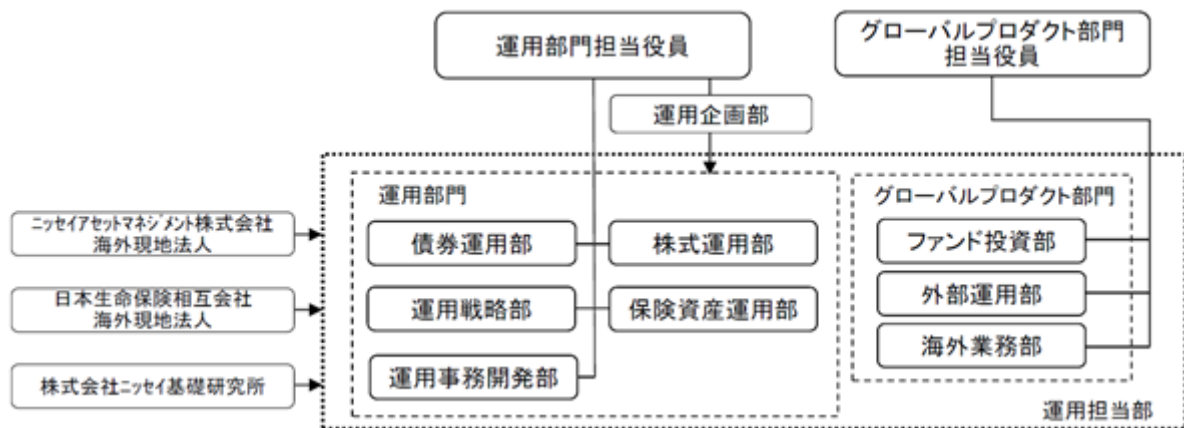 運用部門担当役員
グローバルプロダクト部門
担当役員
運用企画部
運用部門
グローバルプロダクト部門
ニッセイアセットマネジメント株式会社
海外現地法人
債券運用部
株式運用部
ファンド投資部
日本生命保険相互会社
海外現地法人
運用戦略部
保険資産運用部
外部運用部
海外業務部
株式会社ニッセイ基礎研究所
運用事務開発部
運用担当部